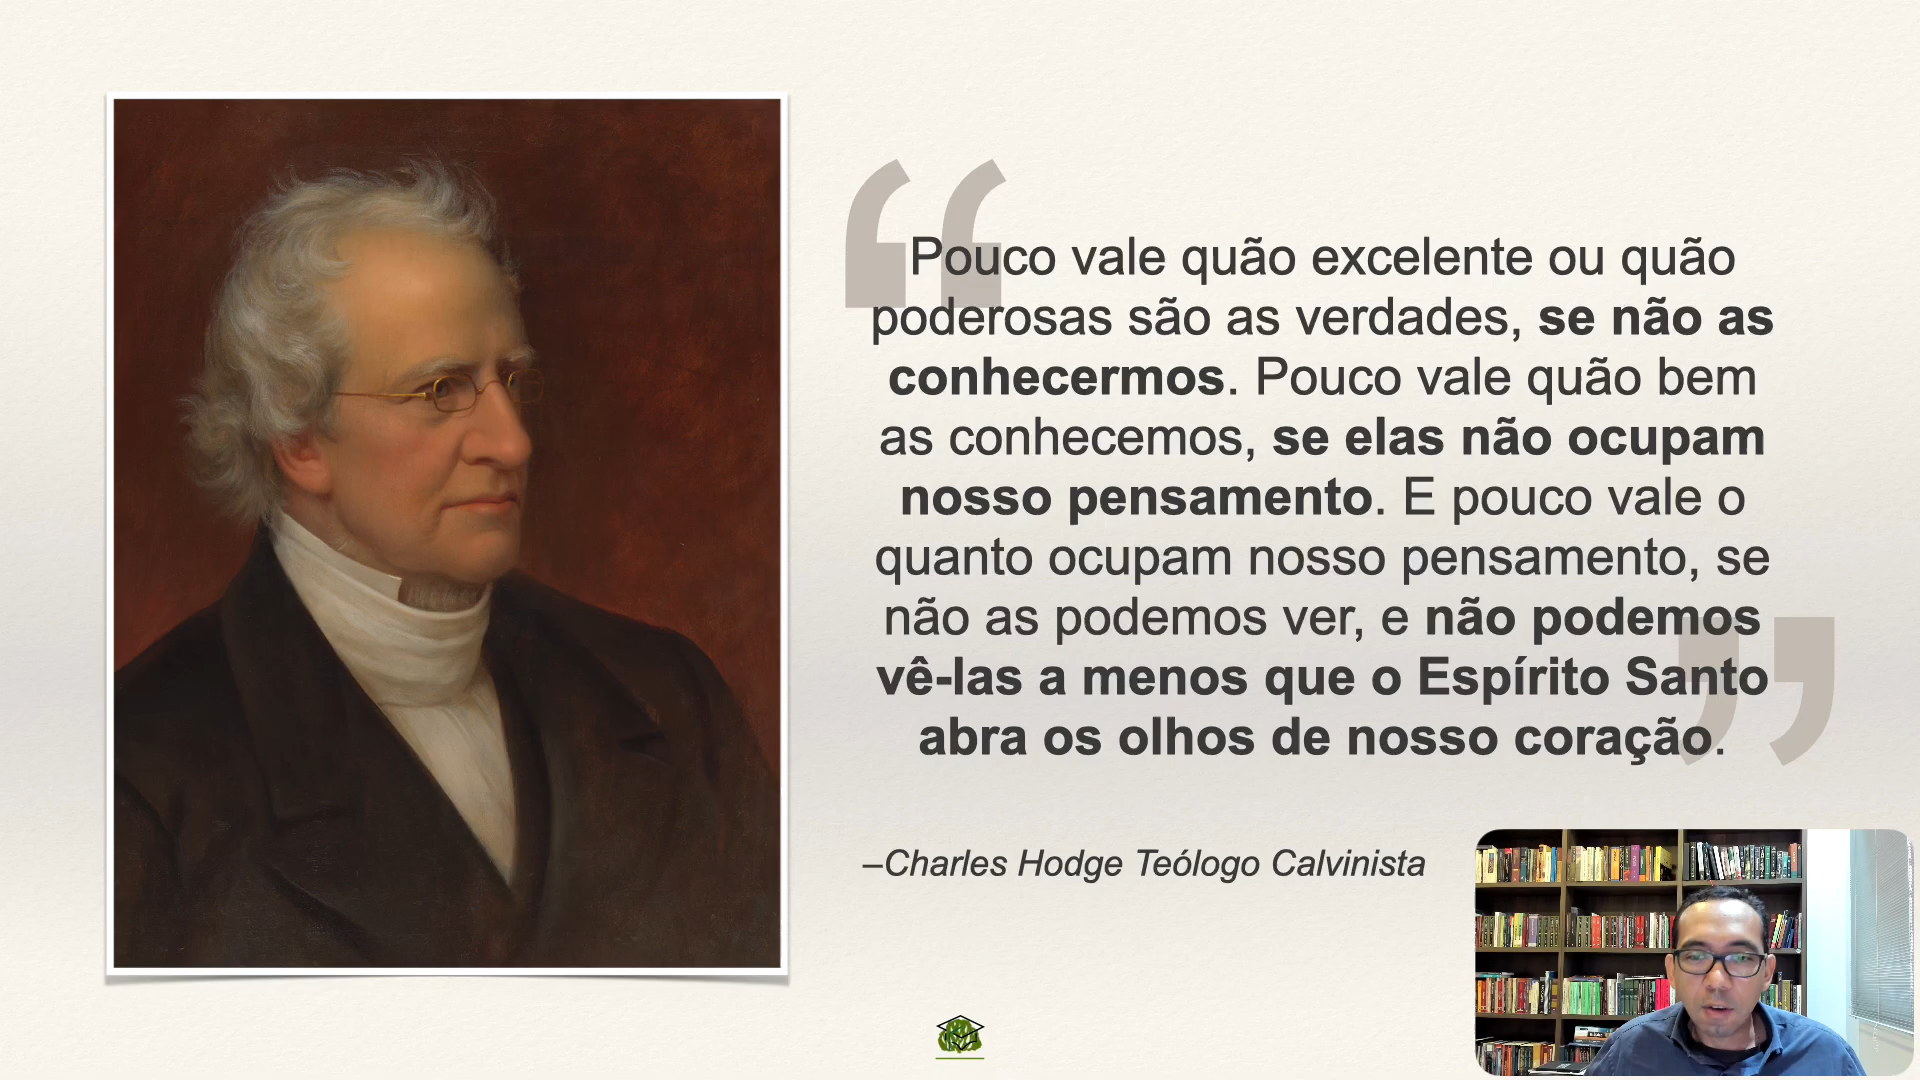 Pouco vale quão excelente ou quão
poderosas são as verdades, se não as
conhecermos. Pouco vale quão bem
as conhecemos, se elas não ocupam
nosso pensamento. E pouco vale o
quanto ocupam nosso pensamento, se
não as podemos ver, e não podemos
vê-las a menos que o Espírito Santo
abra os olhos de nosso coração.
–Charles Hodge Teólogo Calvinista